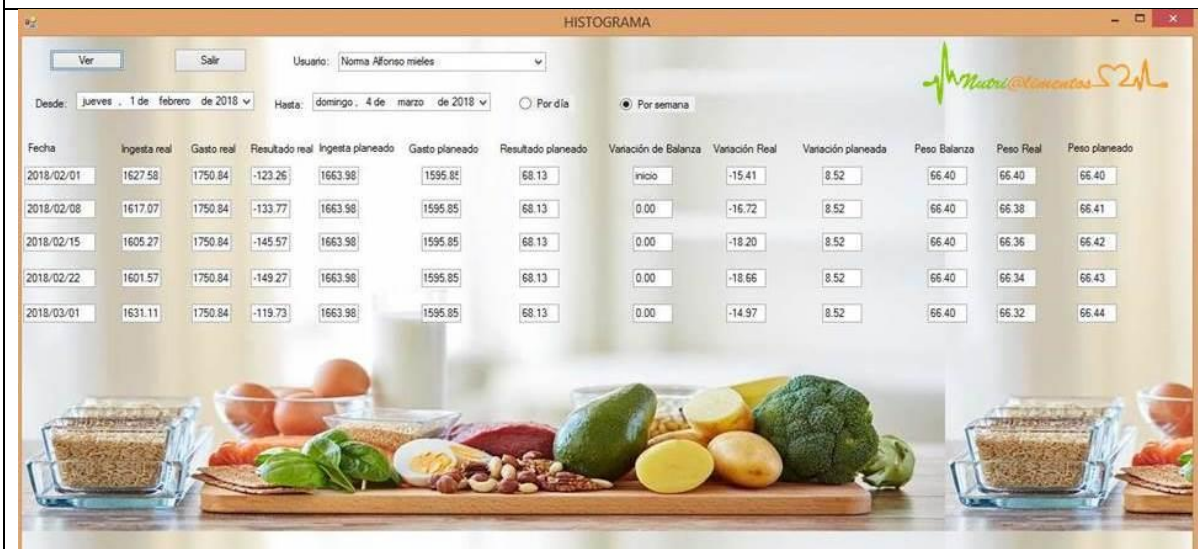 HISTOGRAMA
Ver Salir Usuario: Norma Alfonso mieles
Nutri@limentos
Desde: jueves , 1 de febrero de 2018 Hasta: domingo , 4 de marzo de 2018 Por día Por semana
Fecha Ingesta real Gasto real Resultado real Ingesta planeado Gasto planeado Resultado planeado Variación de Balanza Variación Real Variación planeada Peso Balanza Peso Real Peso planeado
2018/02/01 1627.58 1750.84 -123.26 1663.98 1595.85 68.13 inicio -15.41 8.52 66.40 66.40 66.40
2018/02/08 1617.07 1750.84 -133.77 1663.98 1595.85 68.13 0.00 -16.72 8.52 66.40 66.38 66.41
2018/02/15 1605.27 1750.84 -145.57 1663.98 1595.85 68.13 0.00 -18.20 8.52 66.40 66.36 66.42
2018/02/22 1601.57 1750.84 -149.27 1663.98 1595.85 68.13 0.00 -18.66 8.52 66.40 66.34 66.43
2018/03/01 1631.11 1750.84 -119.73 1663.98 1595.85 68.13 0.00 -14.97 8.52 66.40 66.32 66.44